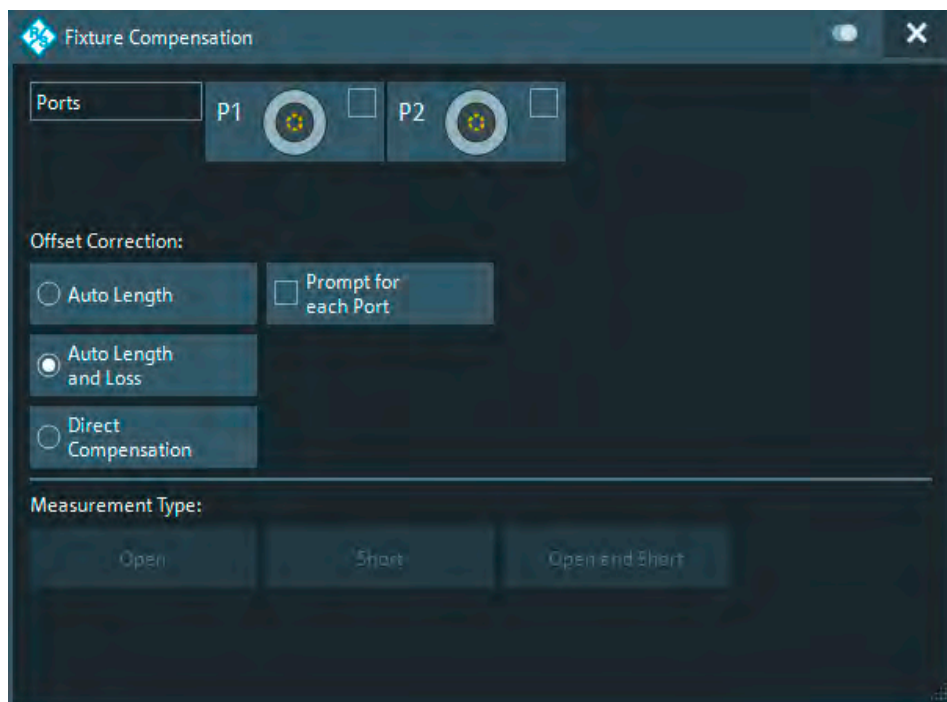 Fixture Compensation
Ports
P1
P2
Offset Correction:
Auto Length
Prompt for
each Port
Auto Length
and Loss
Direct
Compensation
Measurement Type:
Open
Short
Open and Short